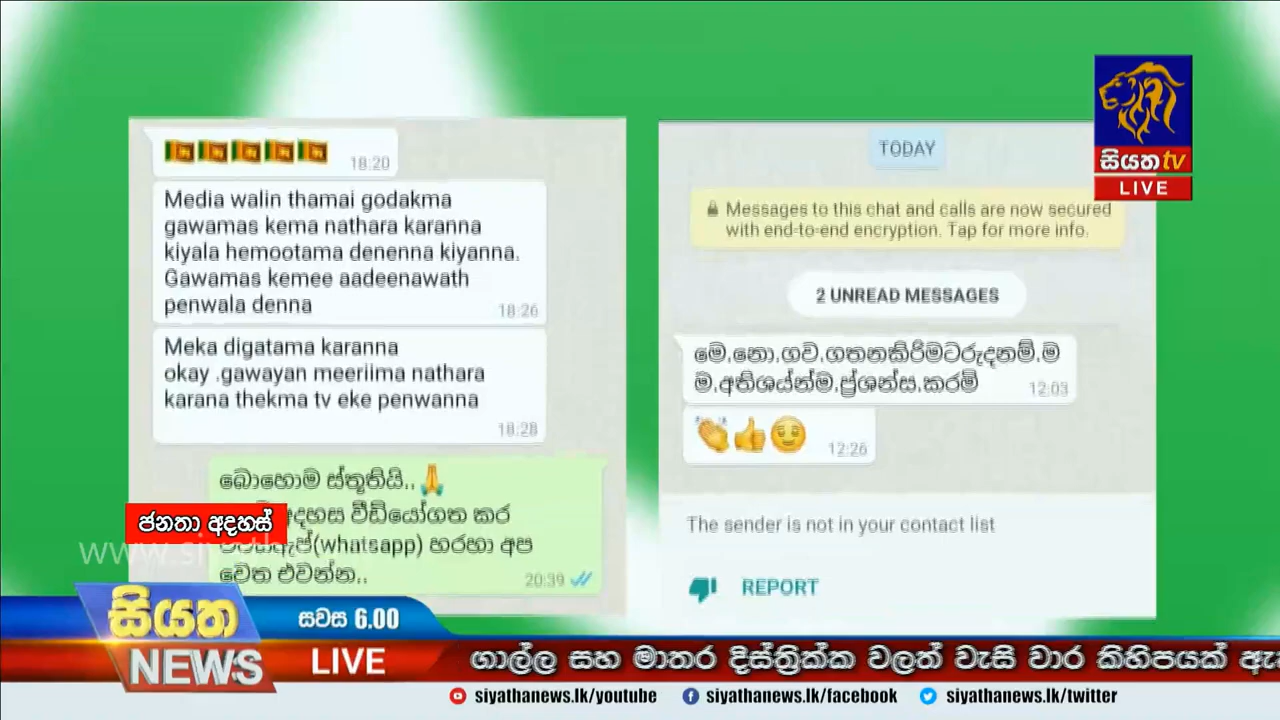 සියත tv
LIVE
18:20
Media walin thamai godakma
gawamas kema nathara karanna
kiyala hemootama denenna kiyanna.
Gawamas kemee aadeenawath
penwala denna
18:26
Meka digatama karanna
okay ,gawayan meeriima nathara
karana thekma tv eke penwanna
18:28
බොහොම ස්තූතියි..🙏
අදහස වීඩියෝගත කර
(whatsapp) හරහා අප
වෙත එවන්න..
20:39
TODAY
Messages to this chat and calls are now secured
with end-to-end encryption. Tap for more info.
2 UNREAD MESSAGES
මෙ,නො.ගව,ගතනකිරිමටරුදනම්.ම
ම,අතිශය්න්ම,ප්‍රශන්ස,කරමි
12:03
👏👍😌
12:26
The sender is not in your contact list
REPORT
ජනතා අදහස්
www.siyatha
සියත
NEWS
සවස 6.00
LIVE
ගාල්ල සහ මාතර දිස්ත්‍රික්ක වලත් වැසි වාර කිහිපයක් ඇ
siyathanews.lk/youtube
siyathanews.lk/facebook
siyathanews.lk/twitter